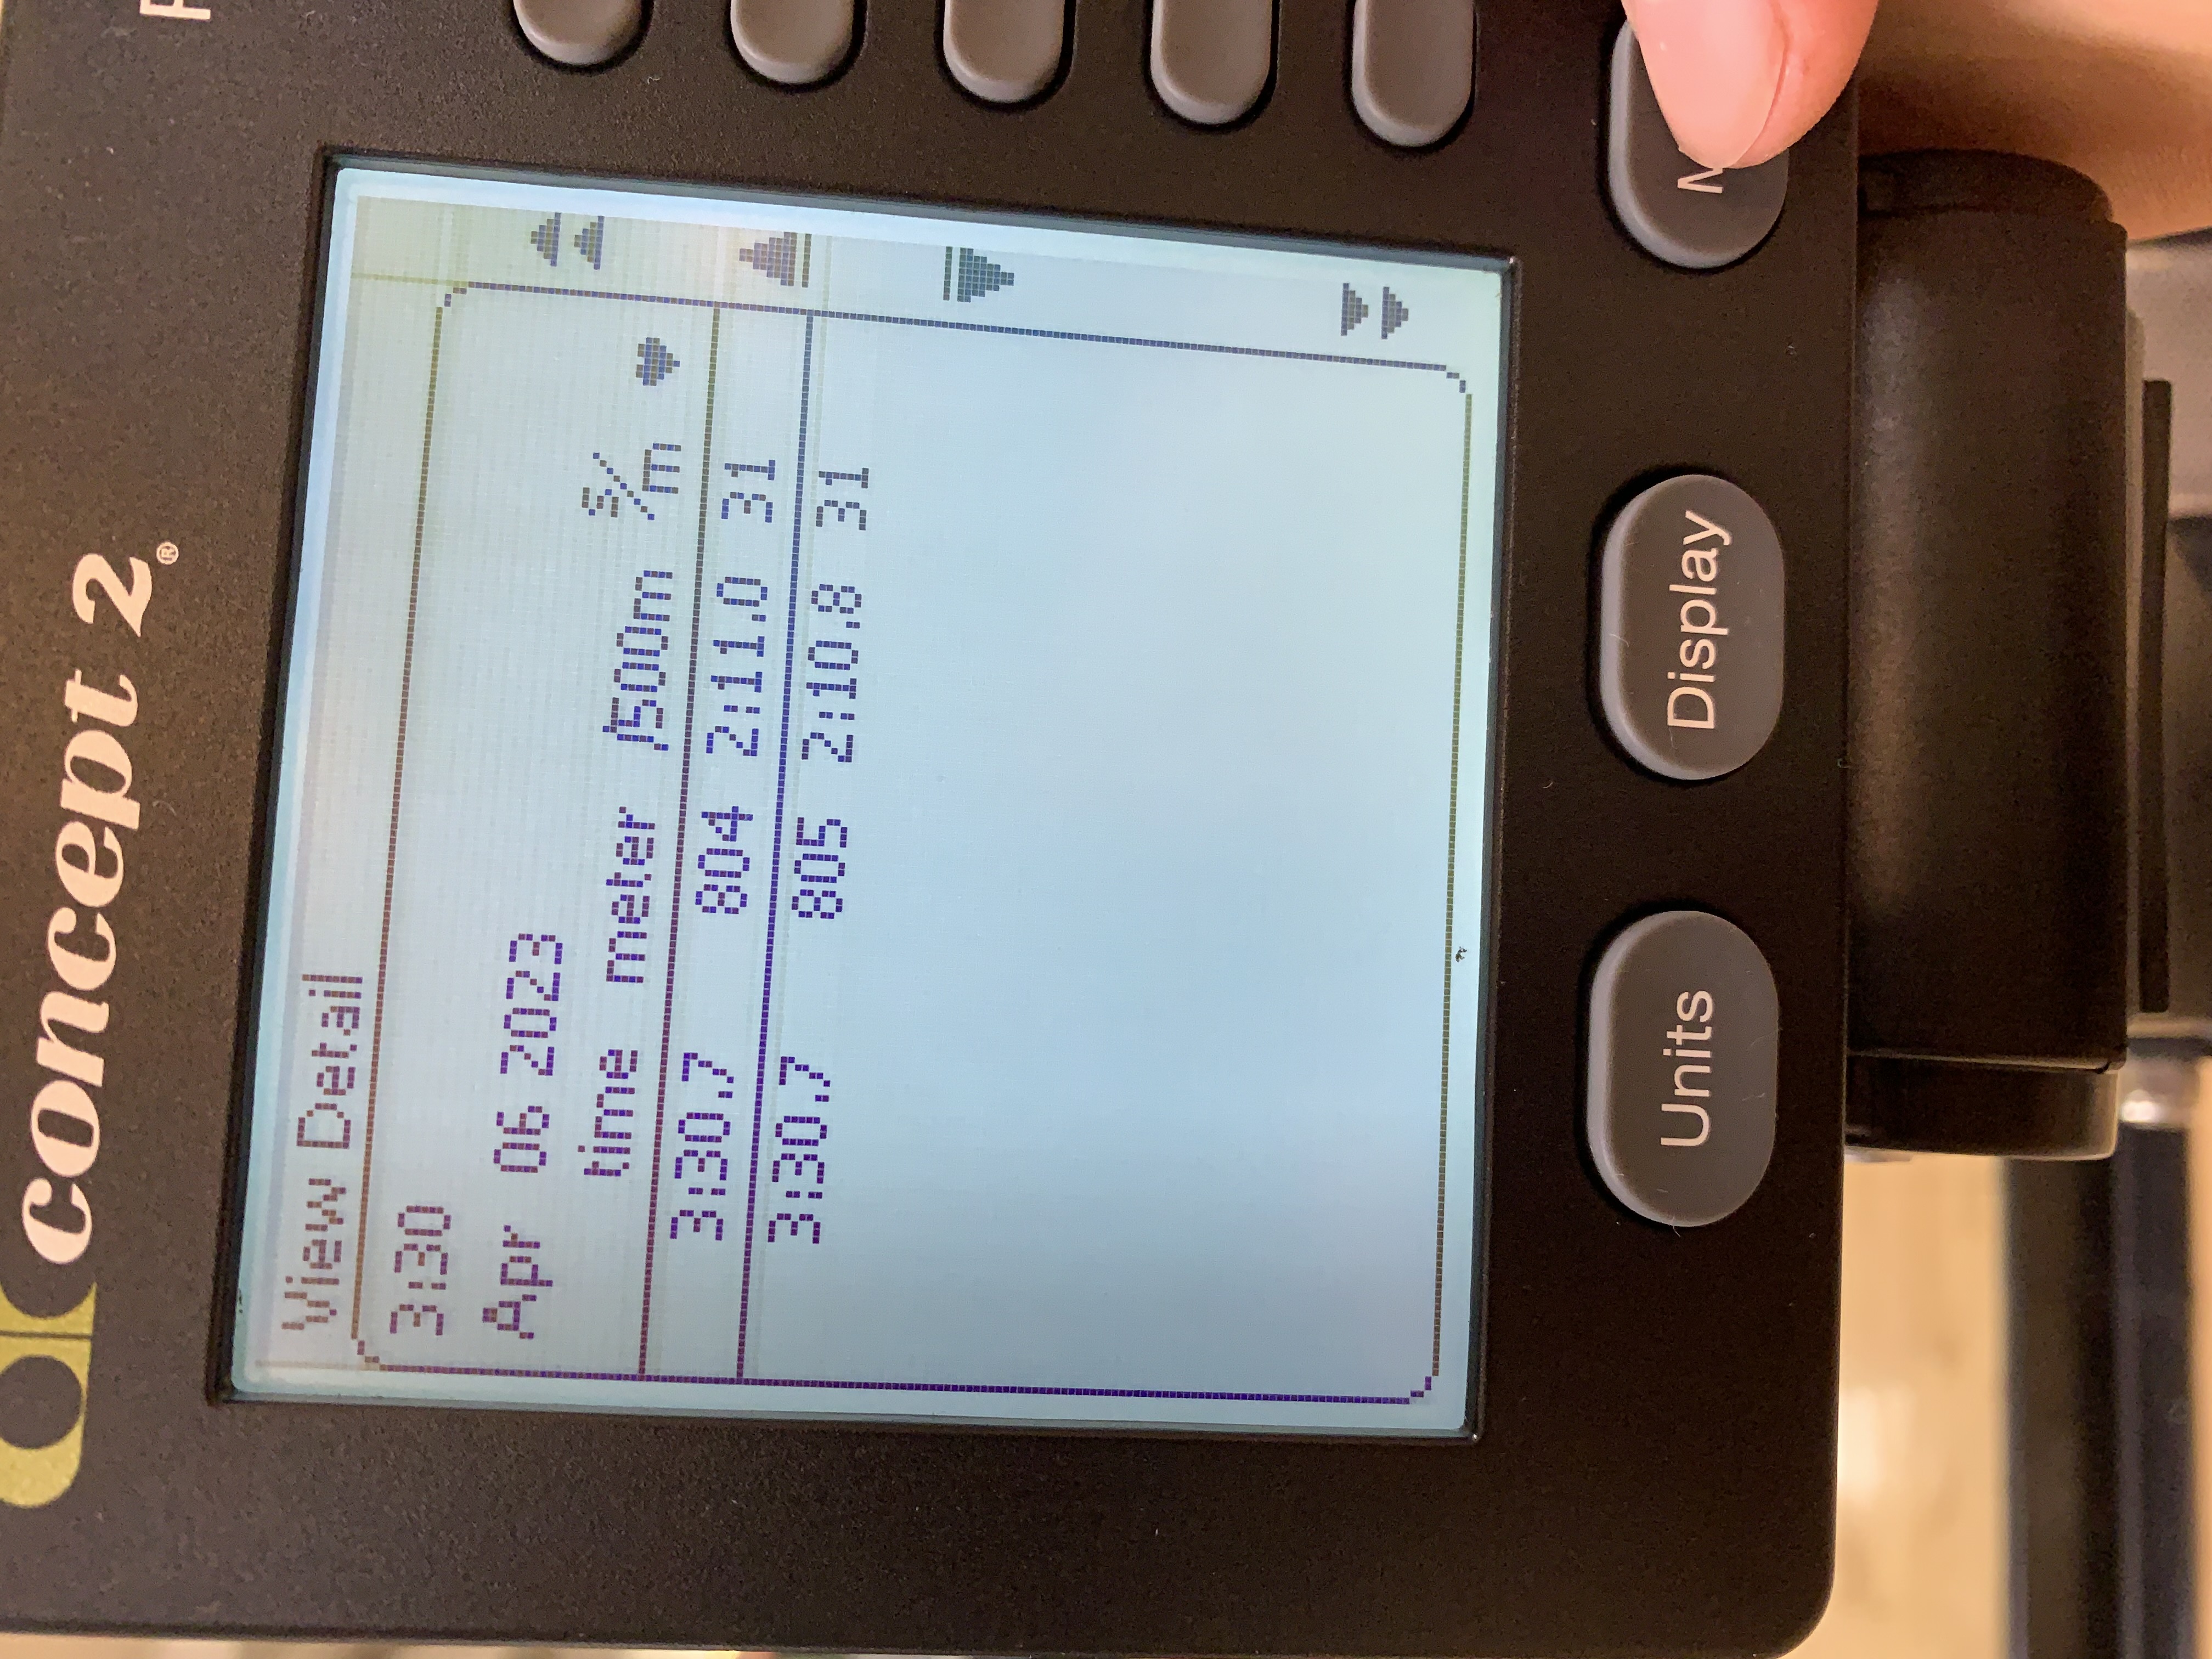 concept 2®
View Detail
3:30
Apr 06 2023
time meter /500m s/m ♥
3:30.7 804 2:11.0 31
3:30.7 805 2:10.8 31
Units
Display